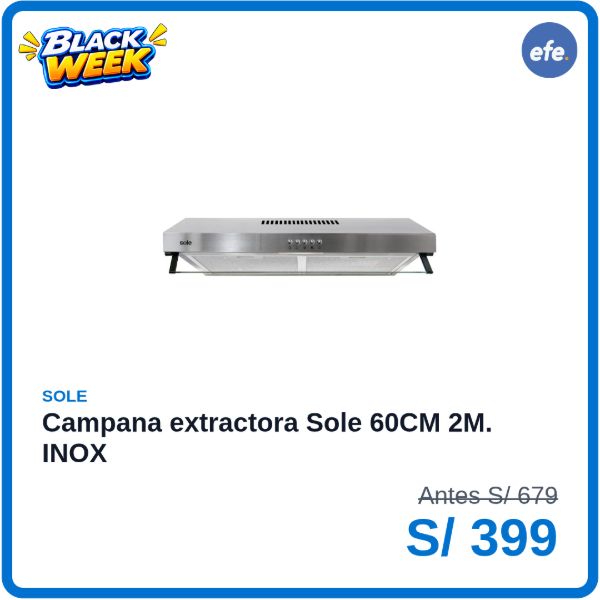 BLACK
WEEK
efe.
sole
SOLE
Campana extractora Sole 60CM 2M.
INOX
Antes S/ 679
S/ 399